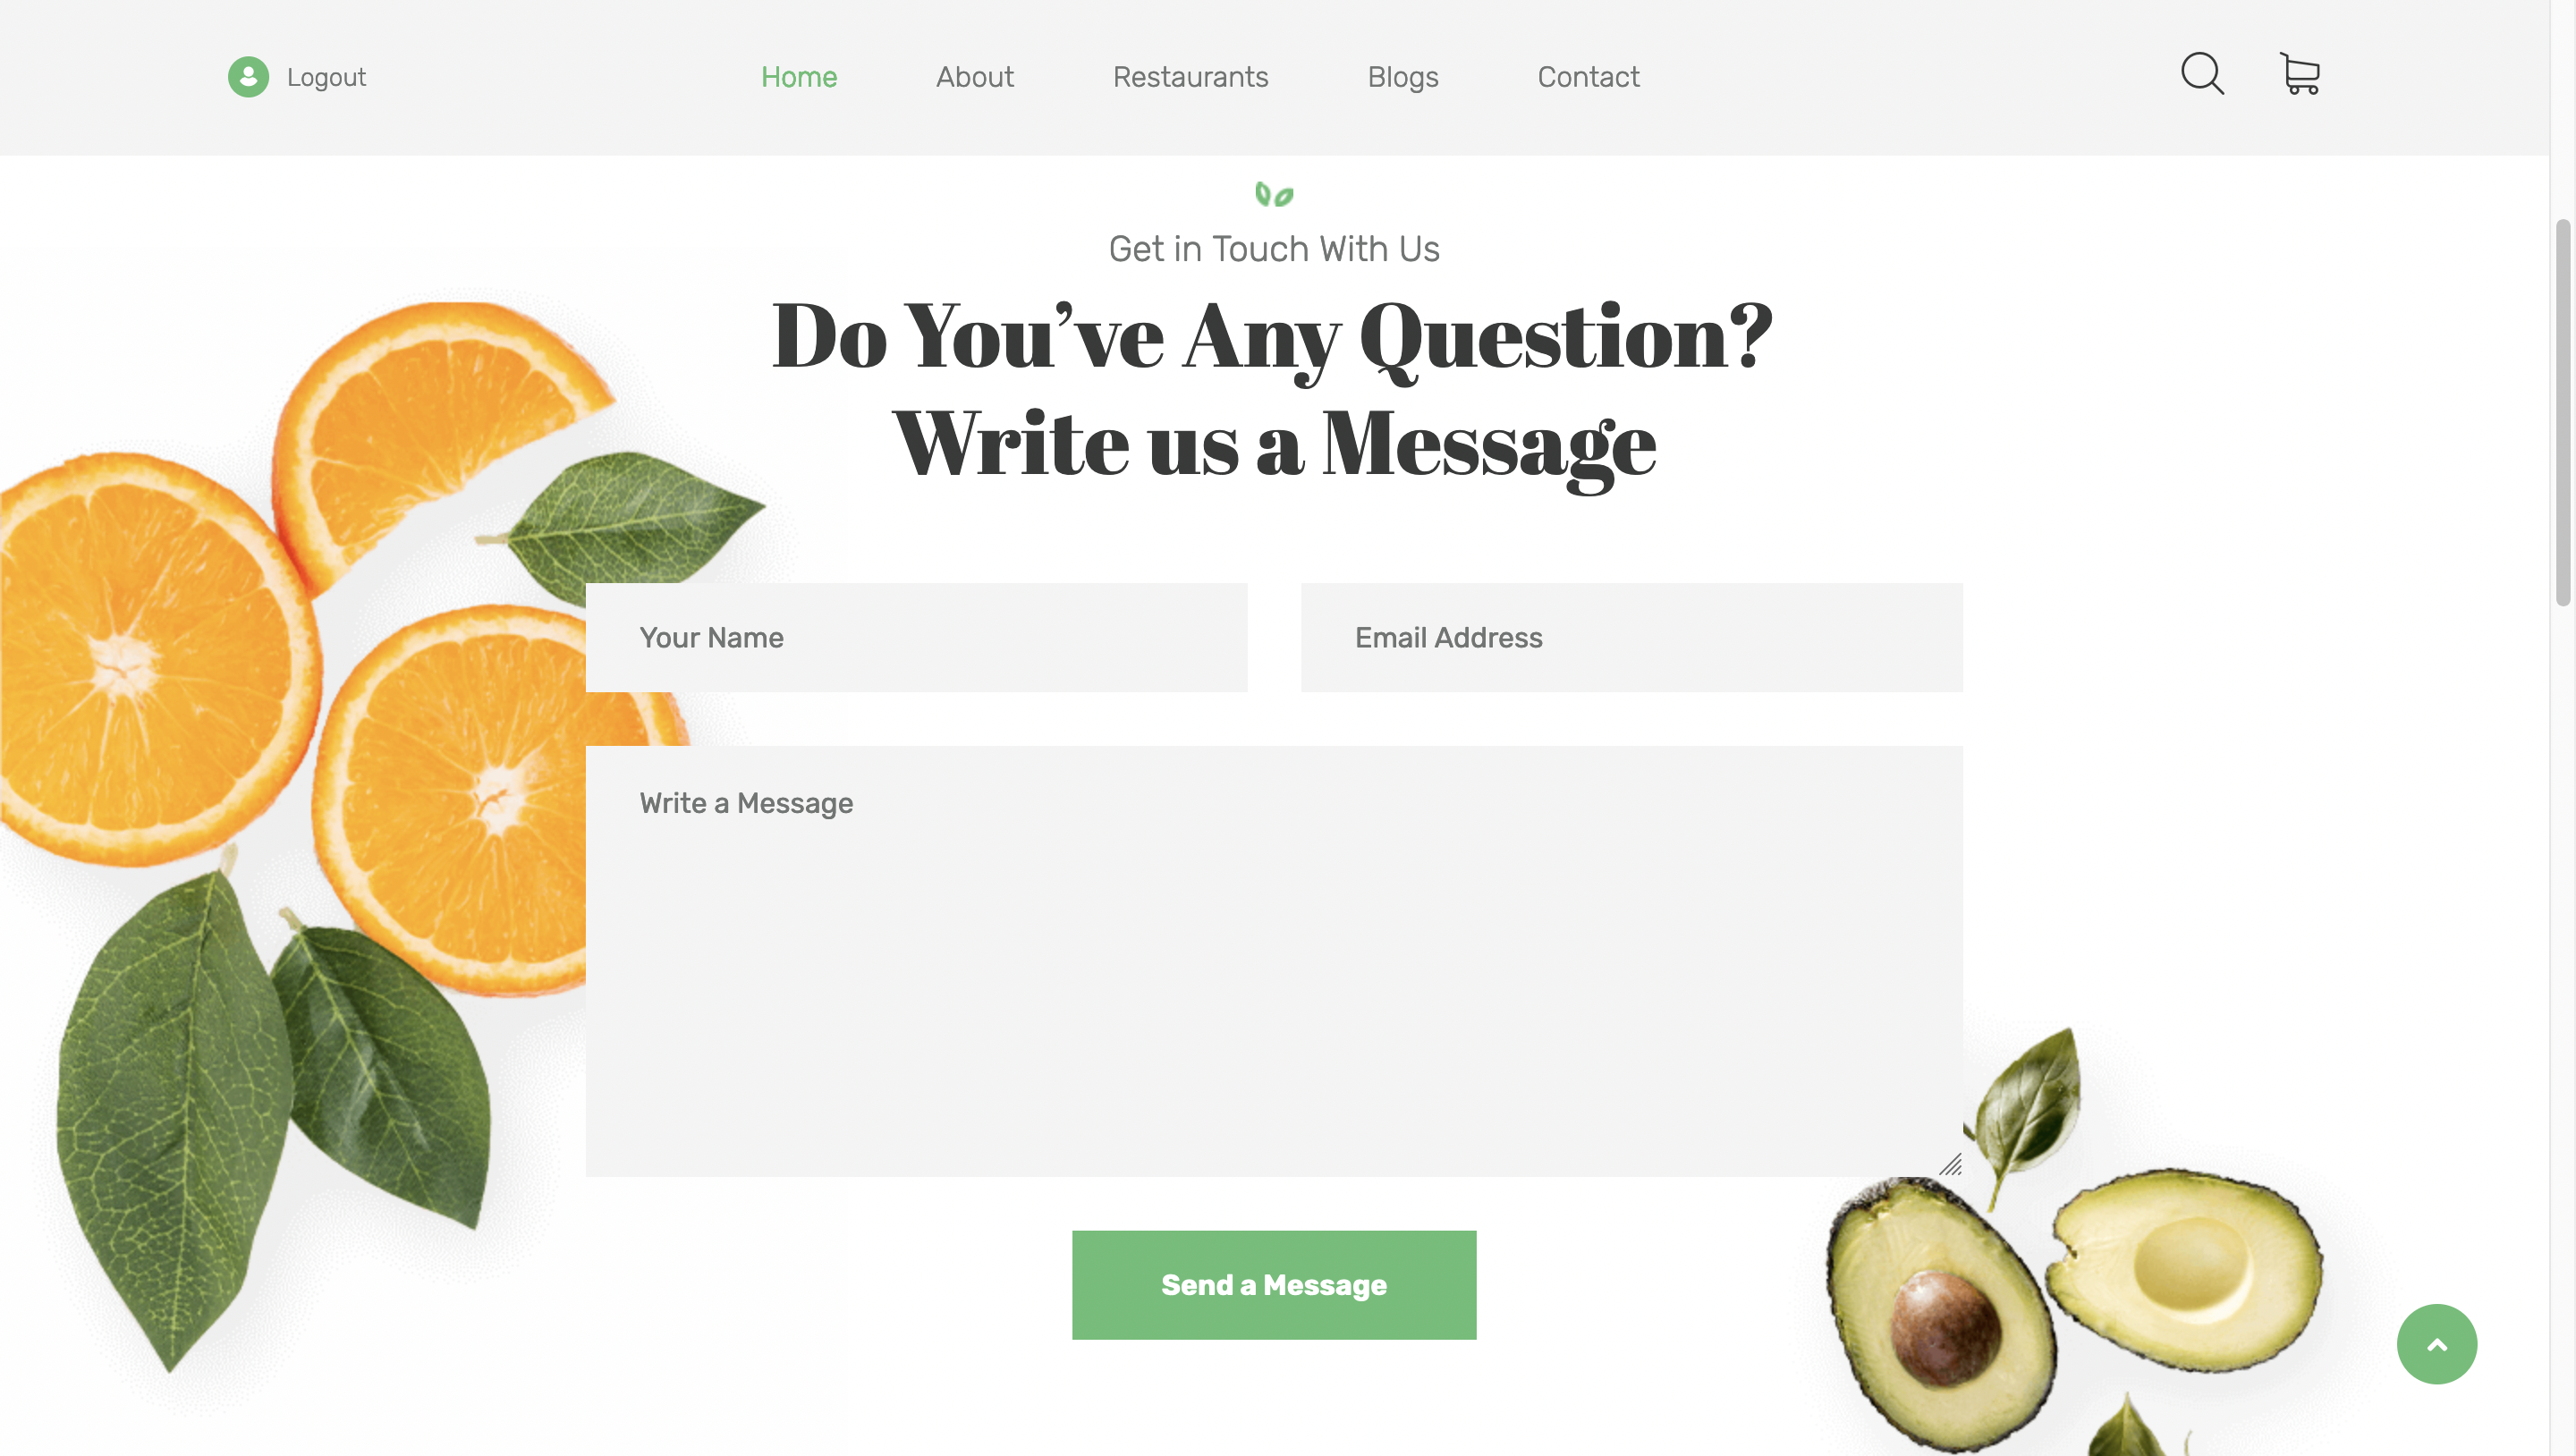 Logout
Home
About
Restaurants
Blogs
Contact
Get in Touch With Us
Do You’ve Any Question?
Write us a Message
Your Name
Email Address
Write a Message
Send a Message